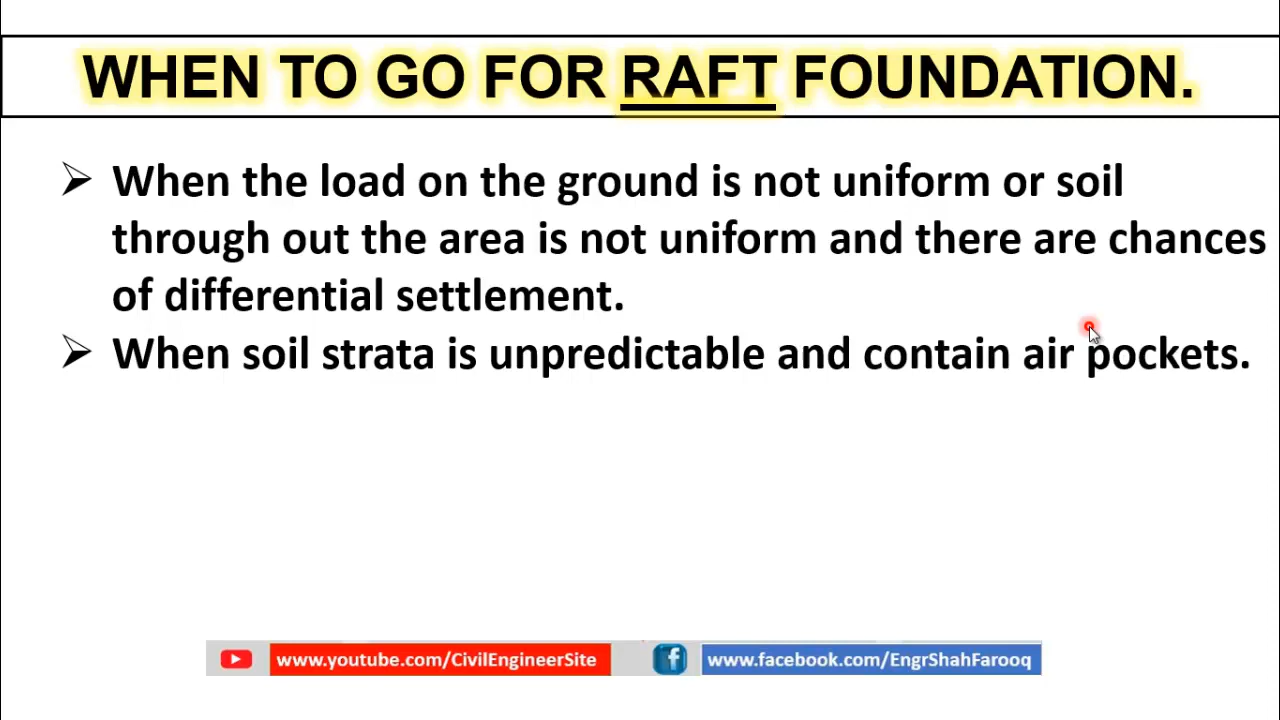 WHEN TO GO FOR RAFT FOUNDATION.
When the load on the ground is not uniform or soil
through out the area is not uniform and there are chances
of differential settlement.
When soil strata is unpredictable and contain air pockets.
www.youtube.com/CivilEngineerSite
www.facebook.com/EngrShahFarooq